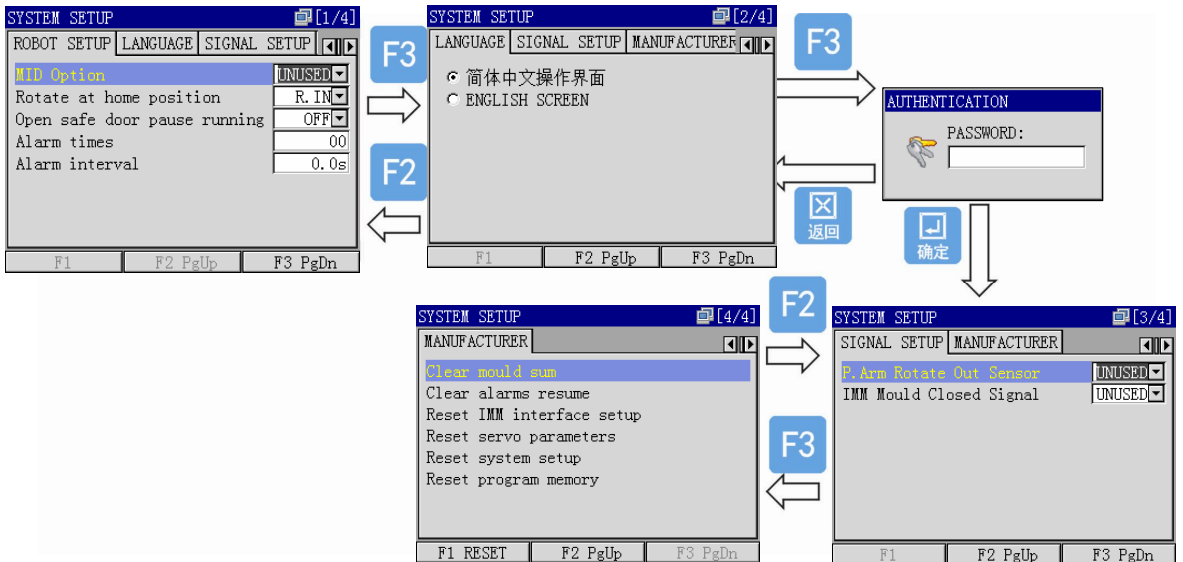 SYSTEM SETUP [1/4]
ROBOT SETUP LANGUAGE SIGNAL SETUP
MID Option UNUSED
Rotate at home position R.IN
Open safe door pause running OFF
Alarm times 00
Alarm interval 0.0s
F1 F2 PgUp F3 PgDn
F3
F2
SYSTEM SETUP [2/4]
LANGUAGE SIGNAL SETUP MANUFACTURER
简体中文操作界面
ENGLISH SCREEN
F1 F2 PgUp F3 PgDn
F3
返回
AUTHENTICATION
PASSWORD:
确定
SYSTEM SETUP [4/4]
MANUFACTURER
Clear mould sum
Clear alarms resume
Reset IMM interface setup
Reset servo parameters
Reset system setup
Reset program memory
F1 RESET F2 PgUp F3 PgDn
F2
F3
SYSTEM SETUP [3/4]
SIGNAL SETUP MANUFACTURER
P.Arm Rotate Out Sensor UNUSED
IMM Mould Closed Signal UNUSED
F1 F2 PgUp F3 PgDn